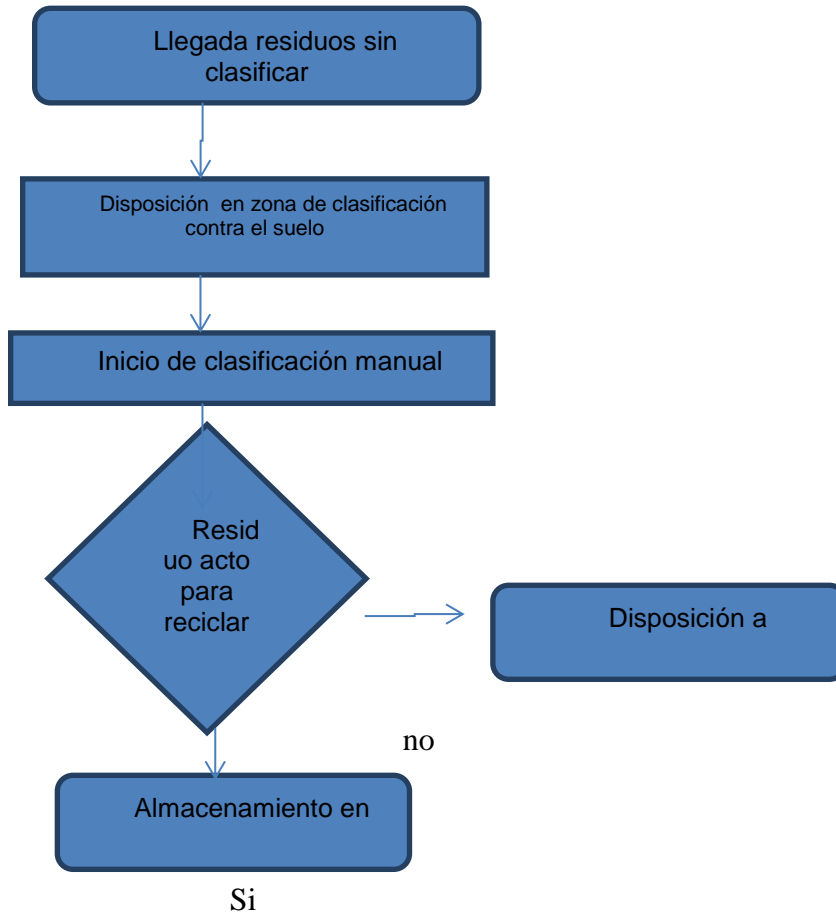 Llegada residuos sin
clasificar
Disposición en zona de clasificación
contra el suelo
Inicio de clasificación manual
Resid
uo acto
para
reciclar
Disposición a
no
Almacenamiento en
Si